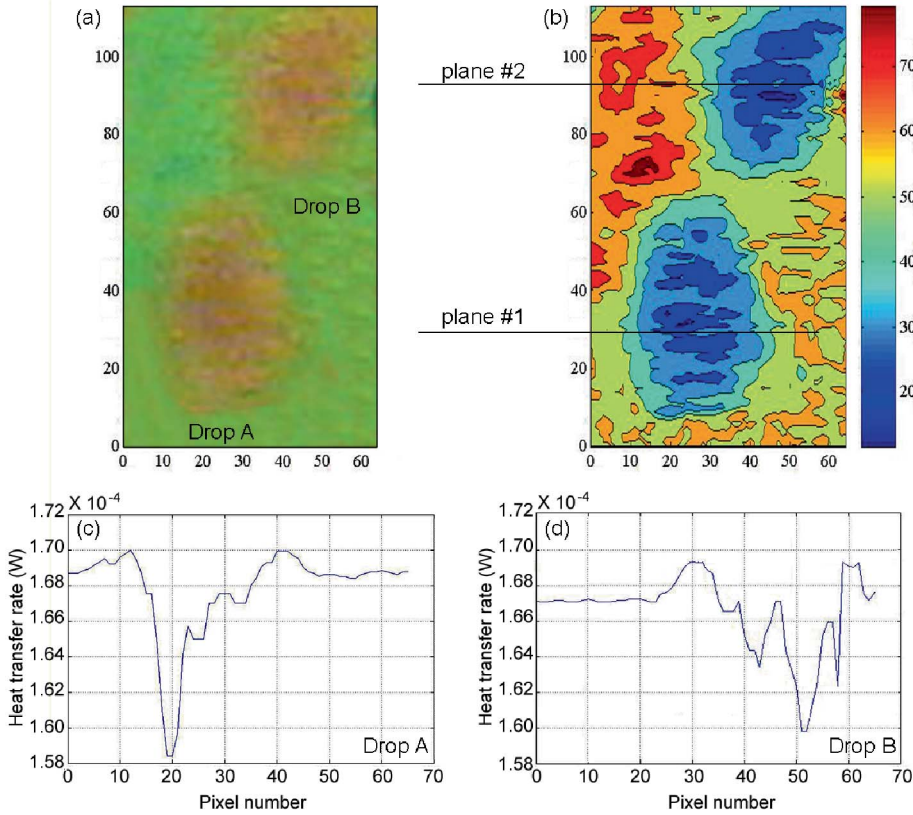 (a)
100
80
60
40
20
0
Drop B
Drop A
0 10 20 30 40 50 60
plane #2
plane #1
(b)
100
80
60
40
20
0
0 10 20 30 40 50 60
70
60
50
40
30
20
X 10⁻⁴
(c)
1.72
1.70
1.68
1.66
1.64
1.62
1.60
1.58
Heat transfer rate (W)
Drop A
0 10 20 30 40 50 60 70
Pixel number
X 10⁻⁴
(d)
1.72
1.70
1.68
1.66
1.64
1.62
1.60
1.58
Heat transfer rate (W)
Drop B
0 10 20 30 40 50 60 70
Pixel number